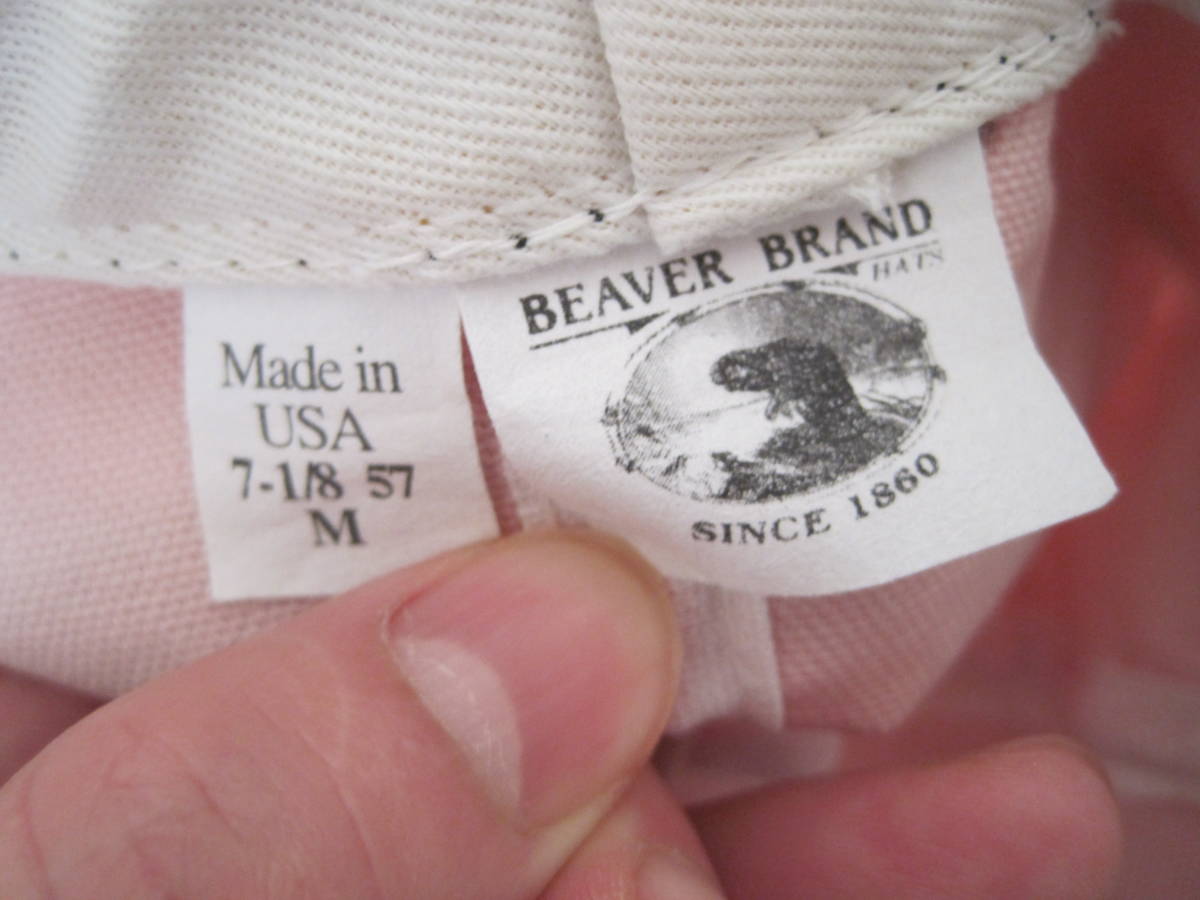 Made in
USA
7-1/8 57
M
BEAVER BRAND
HATS
SINCE 1860